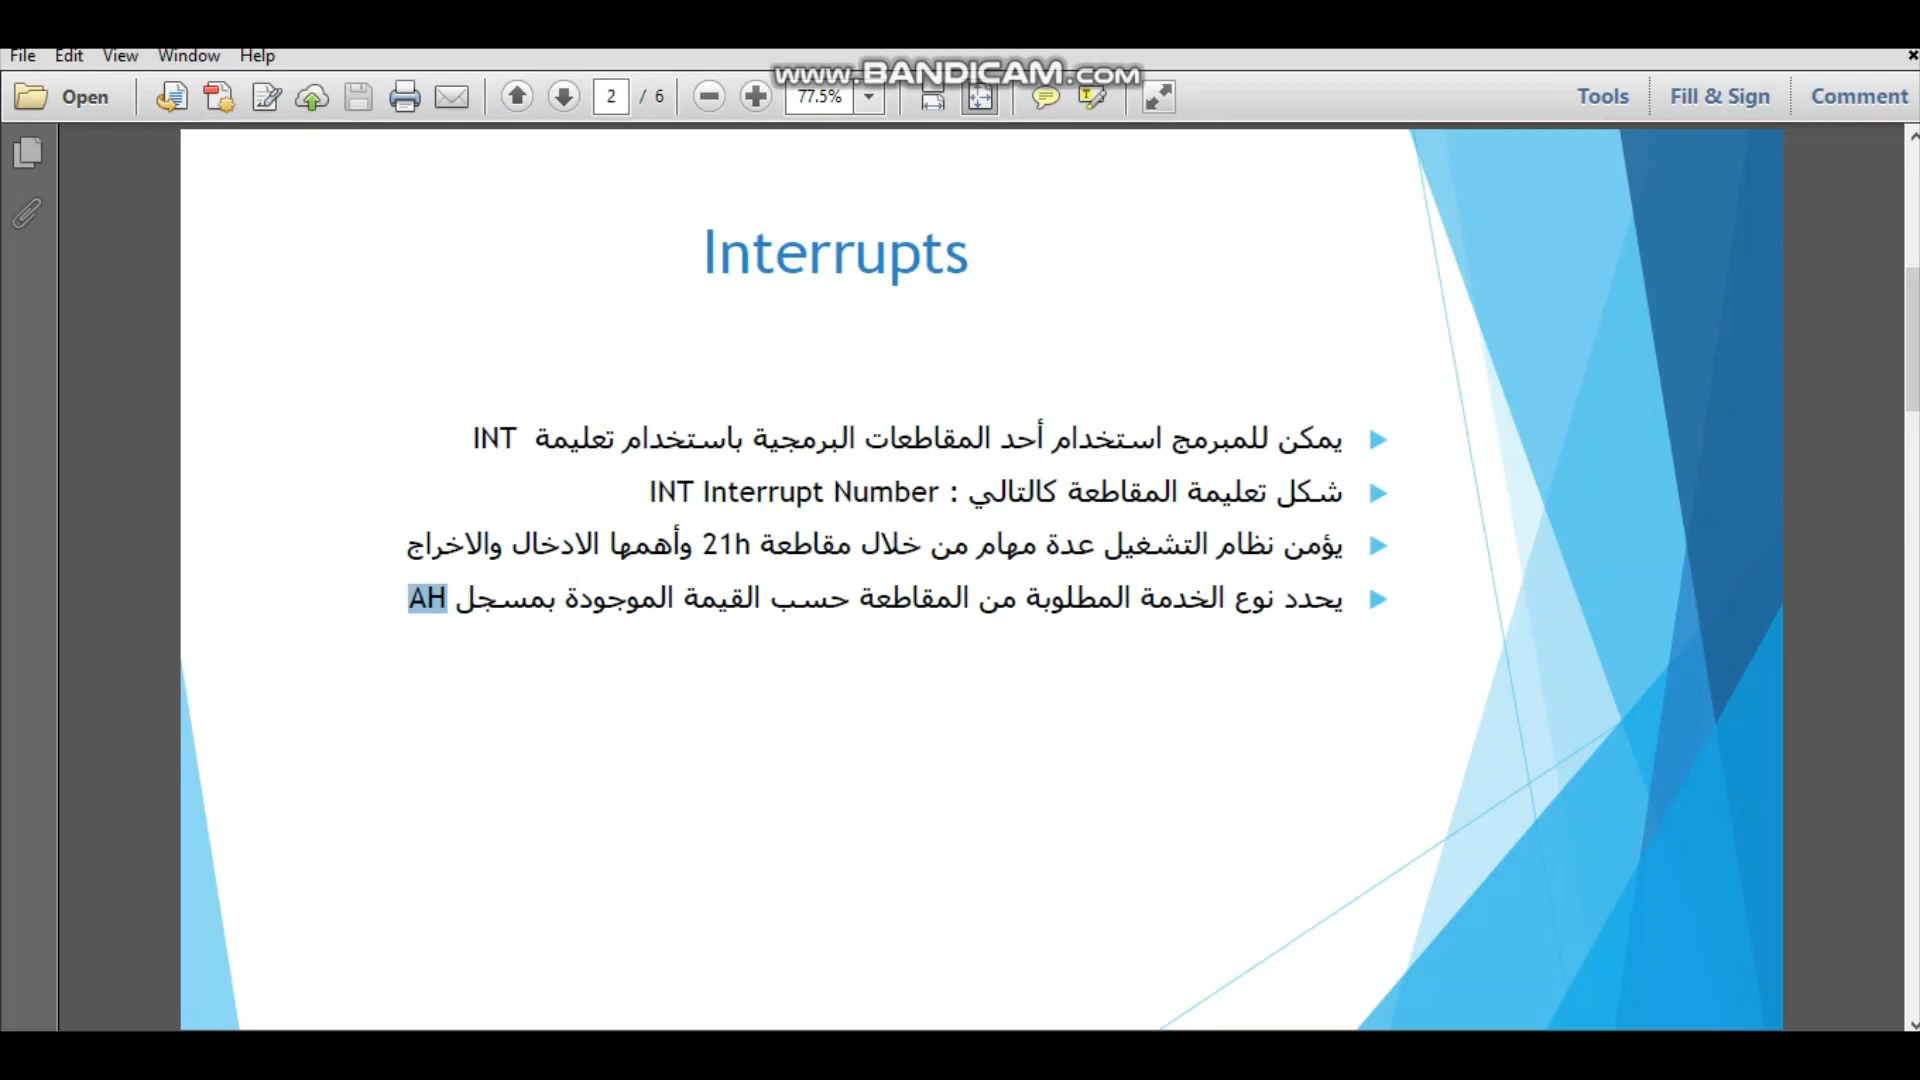 File Edit View Window Help
www.BANDICAM.com
Open 2 / 6 77.5% Tools Fill & Sign Comment
Interrupts
يمكن للمبرمج استخدام أحد المقاطعات البرمجية باستخدام تعليمة INT
شكل تعليمة المقاطعة كالتالي : INT Interrupt Number
يؤمن نظام التشغيل عدة مهام من خلال مقاطعة 21h وأهمها الادخال والاخراج
يحدد نوع الخدمة المطلوبة من المقاطعة حسب القيمة الموجودة بمسجل AH